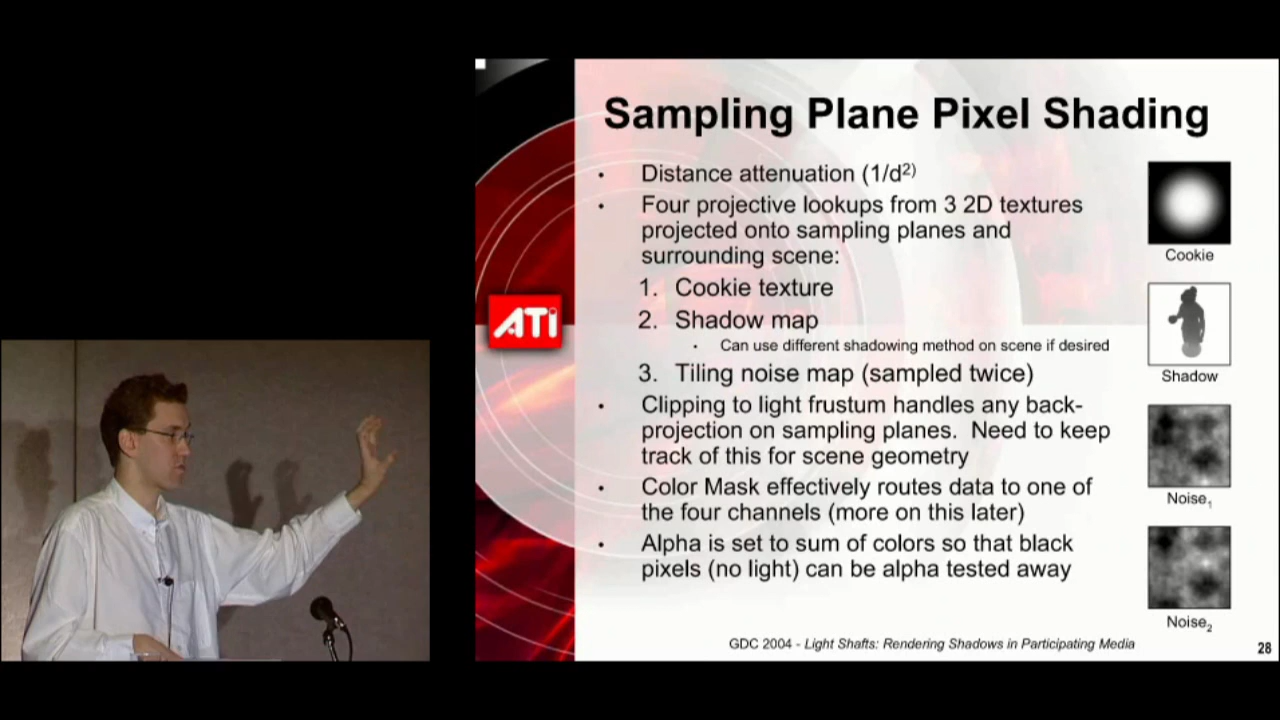 Sampling Plane Pixel Shading
• Distance attenuation (1/d²)
• Four projective lookups from 3 2D textures
projected onto sampling planes and
surrounding scene:
1. Cookie texture
2. Shadow map
• Can use different shadowing method on scene if desired
3. Tiling noise map (sampled twice)
• Clipping to light frustum handles any back-
projection on sampling planes. Need to keep
track of this for scene geometry
• Color Mask effectively routes data to one of
the four channels (more on this later)
• Alpha is set to sum of colors so that black
pixels (no light) can be alpha tested away
Cookie
Shadow
Noise₁
Noise₂
ATI
GDC 2004 - Light Shafts: Rendering Shadows in Participating Media
28